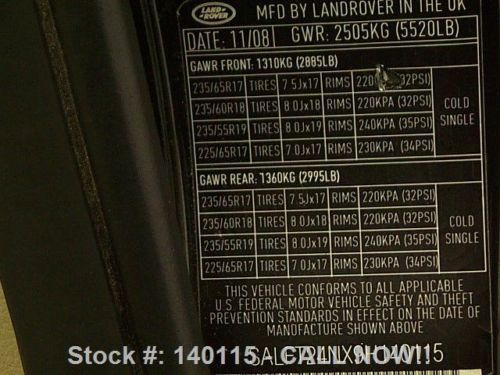 LAND ROVER
MFD BY LANDROVER IN THE UK
DATE: 11/08 GWR: 2505KG (5520LB)
GAWR FRONT: 1310KG (2885LB)
235/65R17 TIRES 7.5Jx17 RIMS 220 (32PSI)
235/60R18 TIRES 8.0Jx18 RIMS 220KPA (32PSI)
235/55R19 TIRES 8.0Jx19 RIMS 240KPA (35PSI)
225/65R17 TIRES 7.0Jx17 RIMS 230KPA (34PSI)
COLD
SINGLE
GAWR REAR: 1360KG (2995LB)
235/65R17 TIRES 7.5Jx17 RIMS 220KPA (32PSI)
235/60R18 TIRES 8.0Jx18 RIMS 220KPA (32PSI)
235/55R19 TIRES 8.0Jx19 RIMS 240KPA (35PSI)
225/65R17 TIRES 7.0Jx17 RIMS 230KPA (34PSI)
COLD
SINGLE
THIS VEHICLE CONFORMS TO ALL APPLICABLE
U.S. FEDERAL MOTOR VEHICLE SAFETY AND THEFT
PREVENTION STANDARDS IN EFFECT ON THE DATE OF
MANUFACTURE SHOWN ABOVE
Stock #: 140115 - CALL NOW!!